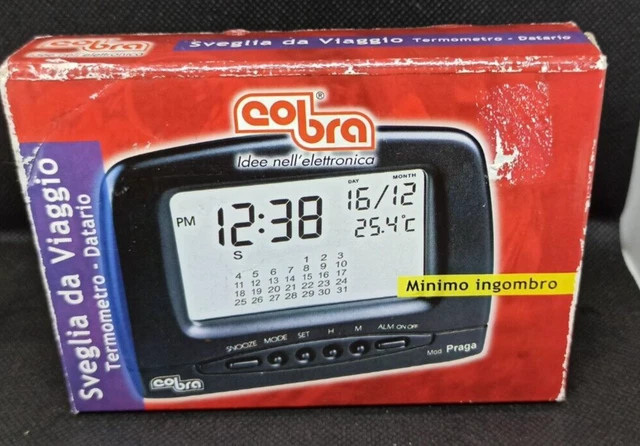 cobra
Sveglia da Viaggio Termometro - Datario
cobra®
Idee nell'elettronica
DAY MONTH
PM 12:38 16/12
25.4°C
S
1 2 3
4 5 6 7 8 9 10
11 12 13 14 15 16 17
18 19 20 21 22 23 24
25 26 27 28 29 30 31
Minimo ingombro
SNOOZE MODE SET H M ALM ON OFF
Mod Praga
cobra
Sveglia da Viaggio
Termometro - Datario